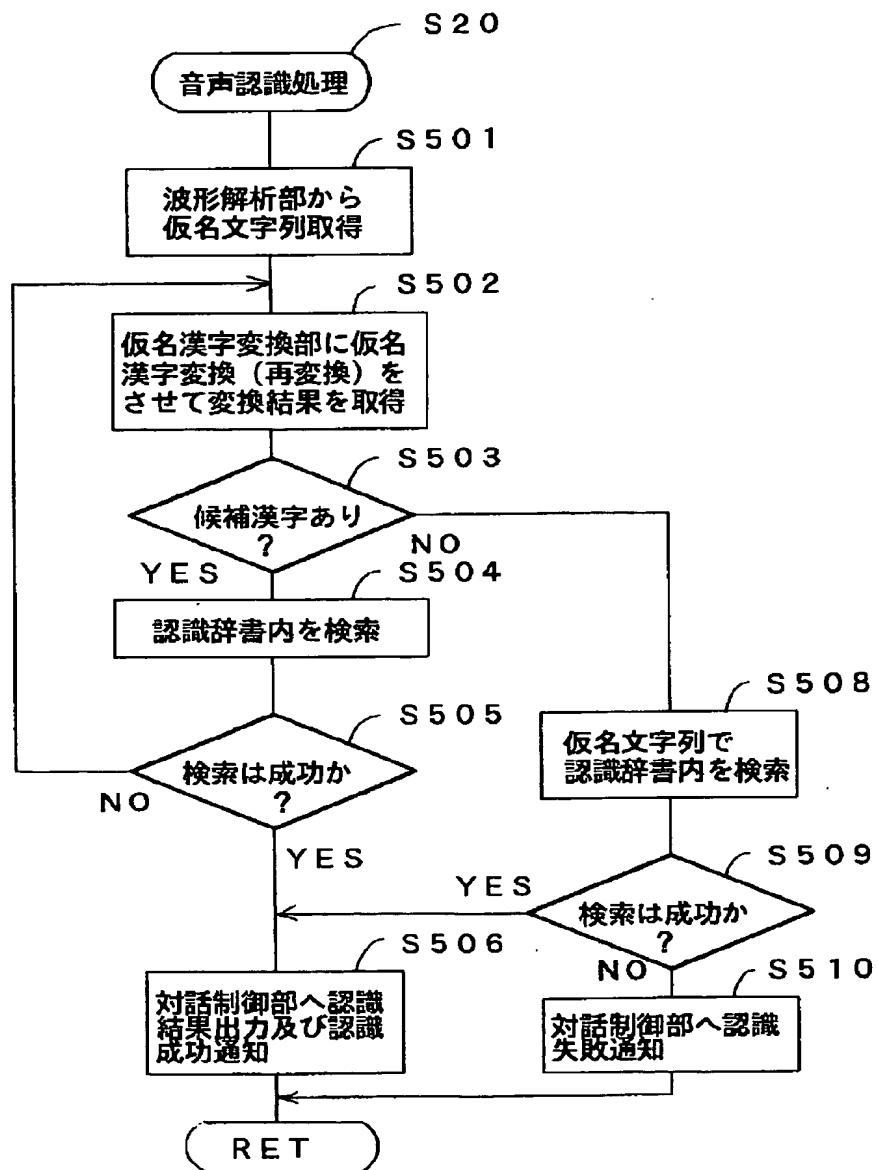 S20
音声認識処理
S501
波形解析部から
仮名文字列取得
S502
仮名漢字変換部に仮名
漢字変換（再変換）を
させて変換結果を取得
S503
候補漢字あり
?
YES
NO
S504
認識辞書内を検索
S505
検索は成功か
?
NO
YES
S508
仮名文字列で
認識辞書内を検索
S509
検索は成功か
?
YES
NO
S506
対話制御部へ認識
結果出力及び認識
成功通知
S510
対話制御部へ認識
失敗通知
RET